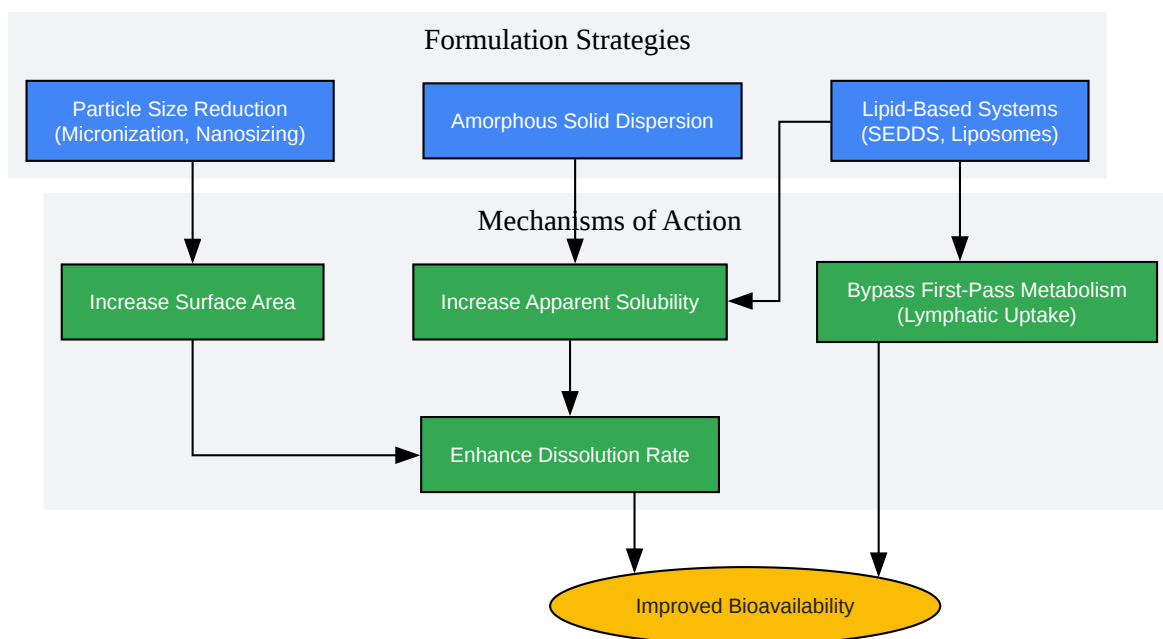 Formulation Strategies
Particle Size Reduction
(Micronization, Nanosizing)
Amorphous Solid Dispersion
Lipid-Based Systems
(SEDDS, Liposomes)
Mechanisms of Action
Increase Surface Area
Increase Apparent Solubility
Bypass First-Pass Metabolism
(Lymphatic Uptake)
Enhance Dissolution Rate
Improved Bioavailability